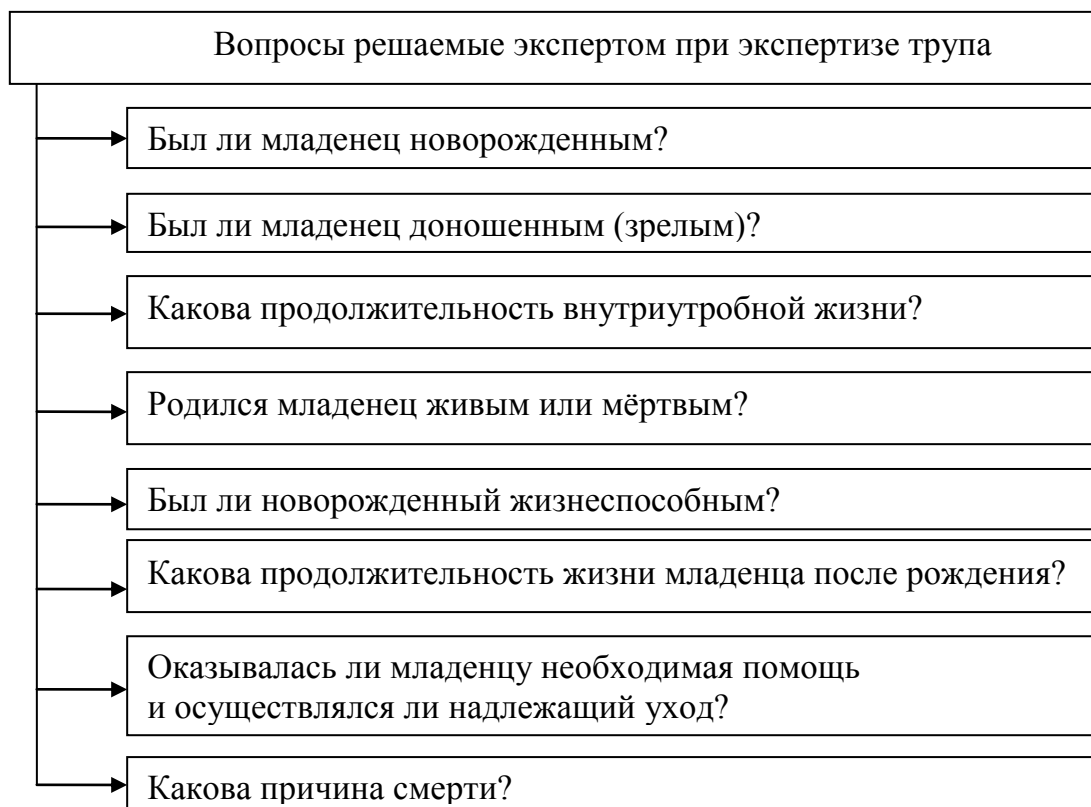 Вопросы решаемые экспертом при экспертизе трупа
Был ли младенец новорожденным?
Был ли младенец доношенным (зрелым)?
Какова продолжительность внутриутробной жизни?
Родился младенец живым или мёртвым?
Был ли новорожденный жизнеспособным?
Какова продолжительность жизни младенца после рождения?
Оказывалась ли младенцу необходимая помощь
и осуществлялся ли надлежащий уход?
Какова причина смерти?